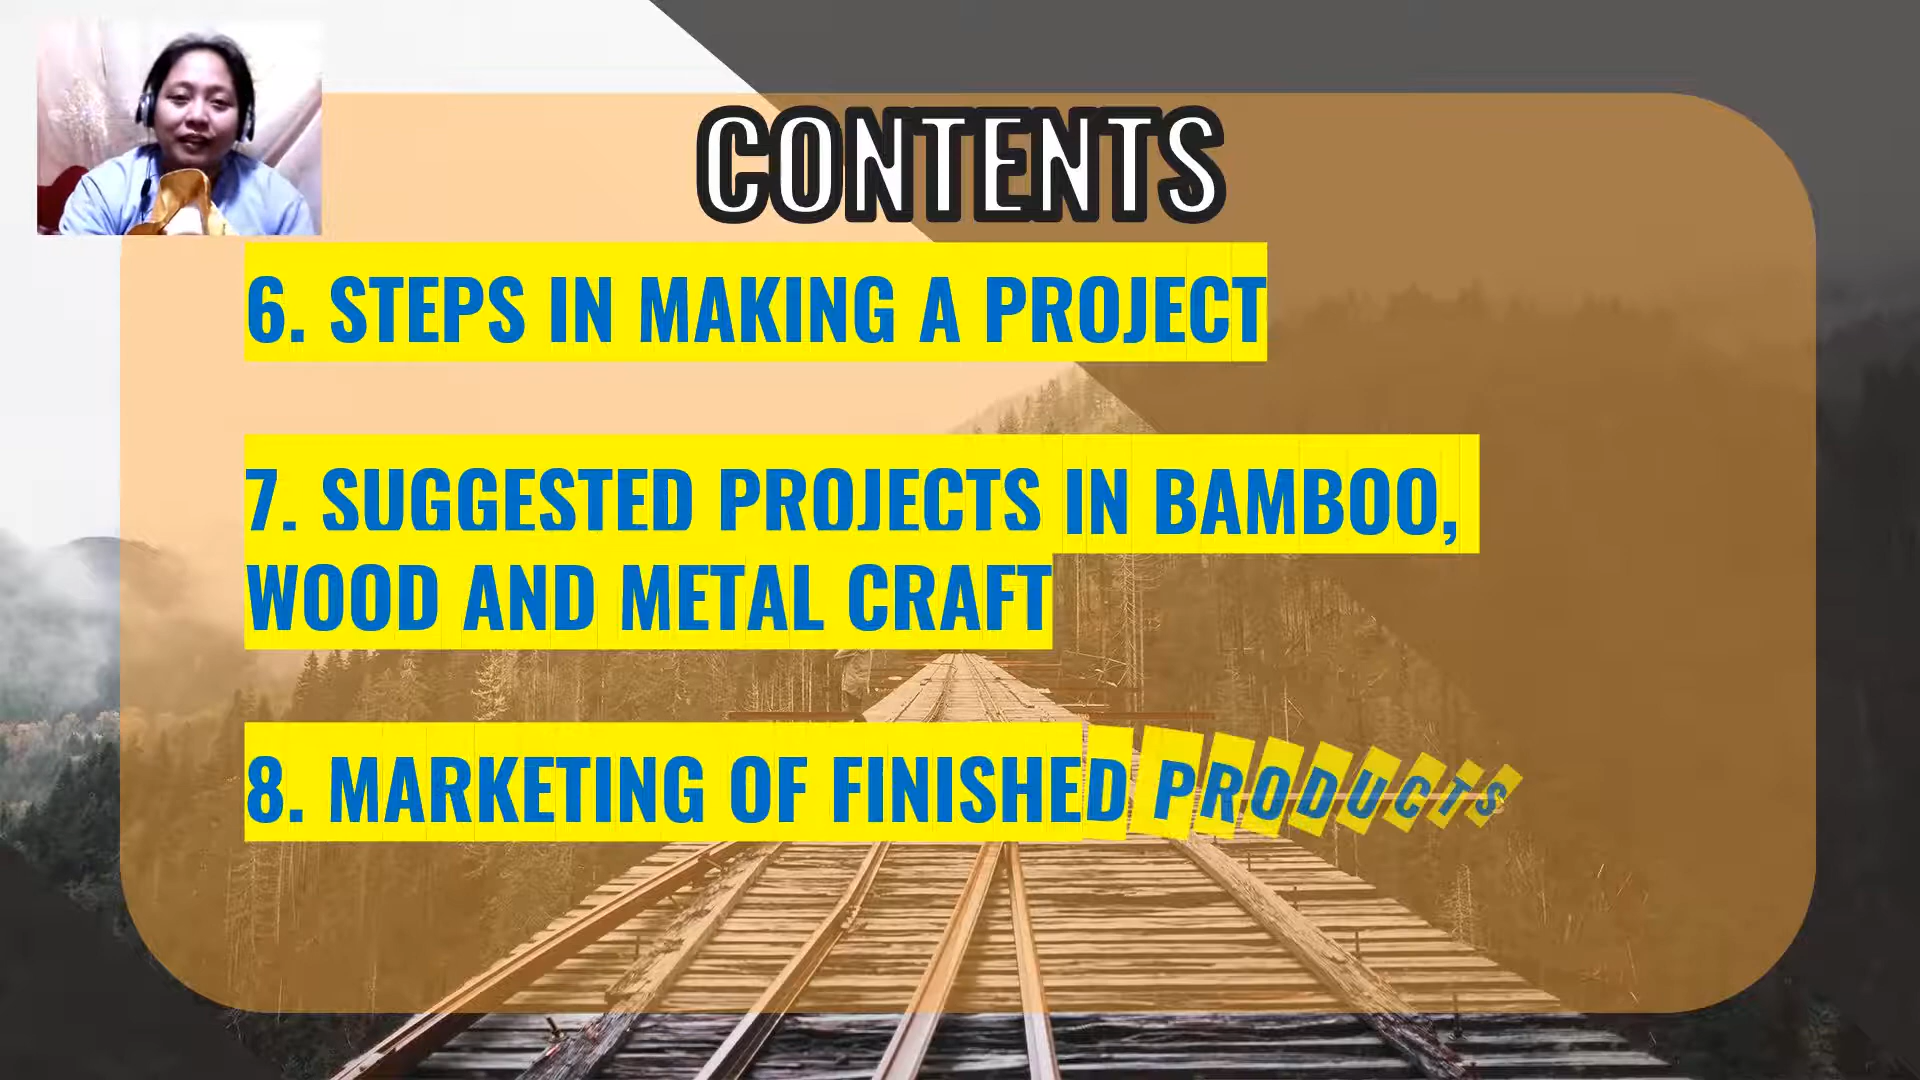 CONTENTS
6. STEPS IN MAKING A PROJECT
7. SUGGESTED PROJECTS IN BAMBOO,
WOOD AND METAL CRAFT
8. MARKETING OF FINISHED PRODUCTS